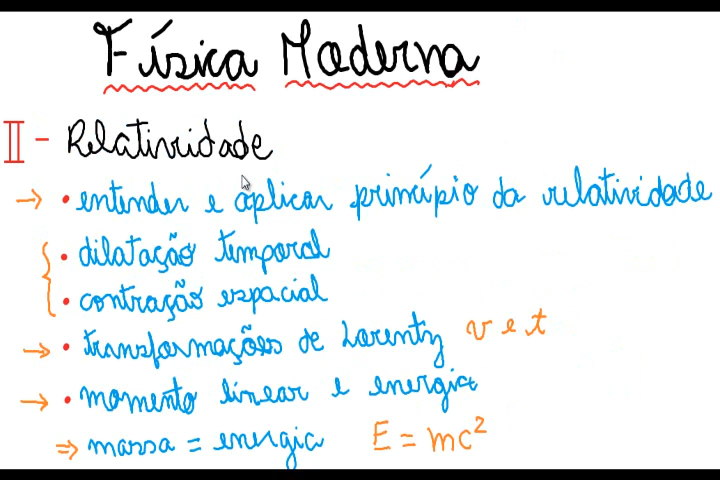 Física Moderna
II - Relatividade
→ • entender e aplicar princípio da relatividade
• dilatação temporal
• contração espacial
→ • transformações de Lorentz v e t
→ • momento linear e energia
⇒ massa = energia E = mc²